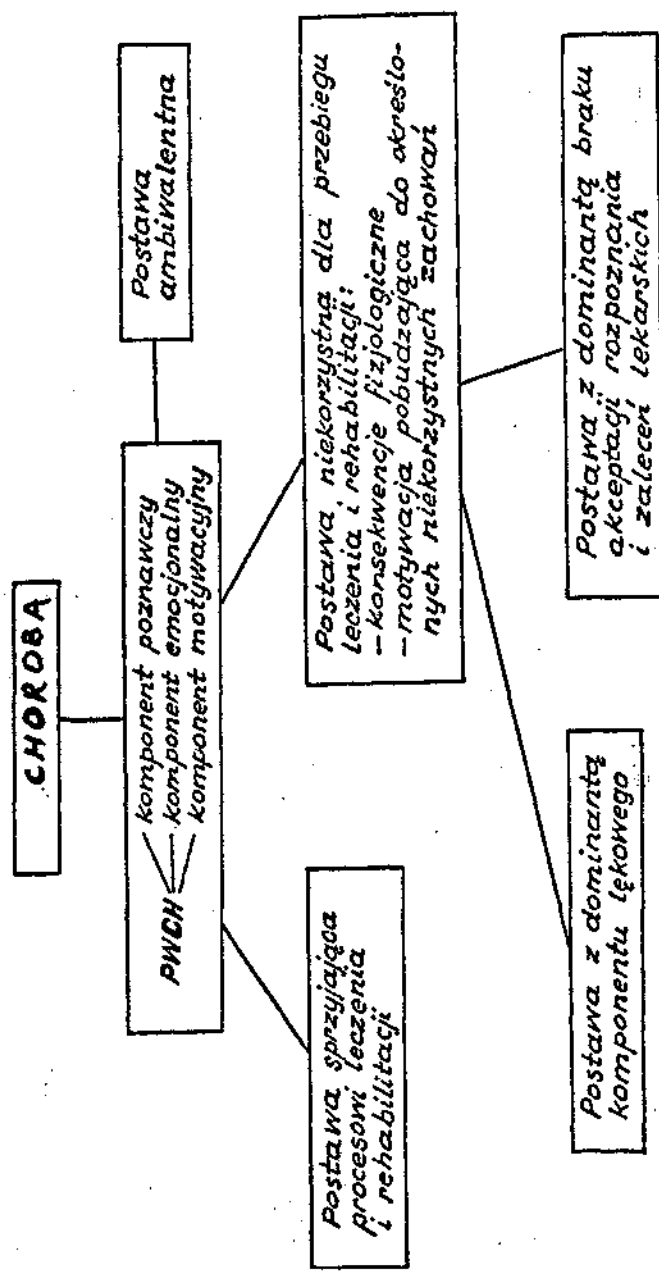 CHOROBA
PWCH
komponent poznawczy
komponent emocjonalny
komponent motywacyjny
Postawa
ambiwalentna
Postawa sprzyjająca
procesowi leczenia
i rehabilitacji
Postawa niekorzystna dla przebiegu
leczenia i rehabilitacji:
–konsekwencje fizjologiczne
–motywacja pobudzająca do określo-
nych niekorzystnych zachowań
Postawa z dominantą
komponentu lękowego
Postawa z dominantą braku
akceptacji rozpoznania
i zaleceń lekarskich